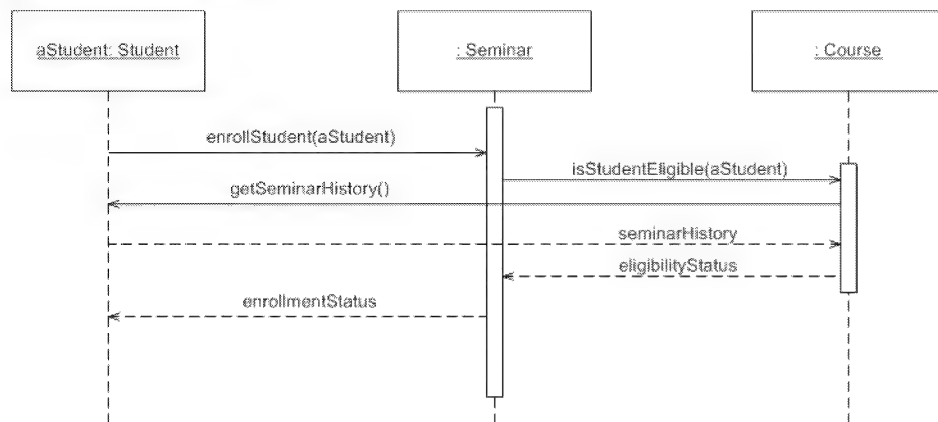 aStudent: Student
: Seminar
: Course
enrollStudent(aStudent)
isStudentEligible(aStudent)
getSeminarHistory()
seminarHistory
eligibilityStatus
enrollmentStatus